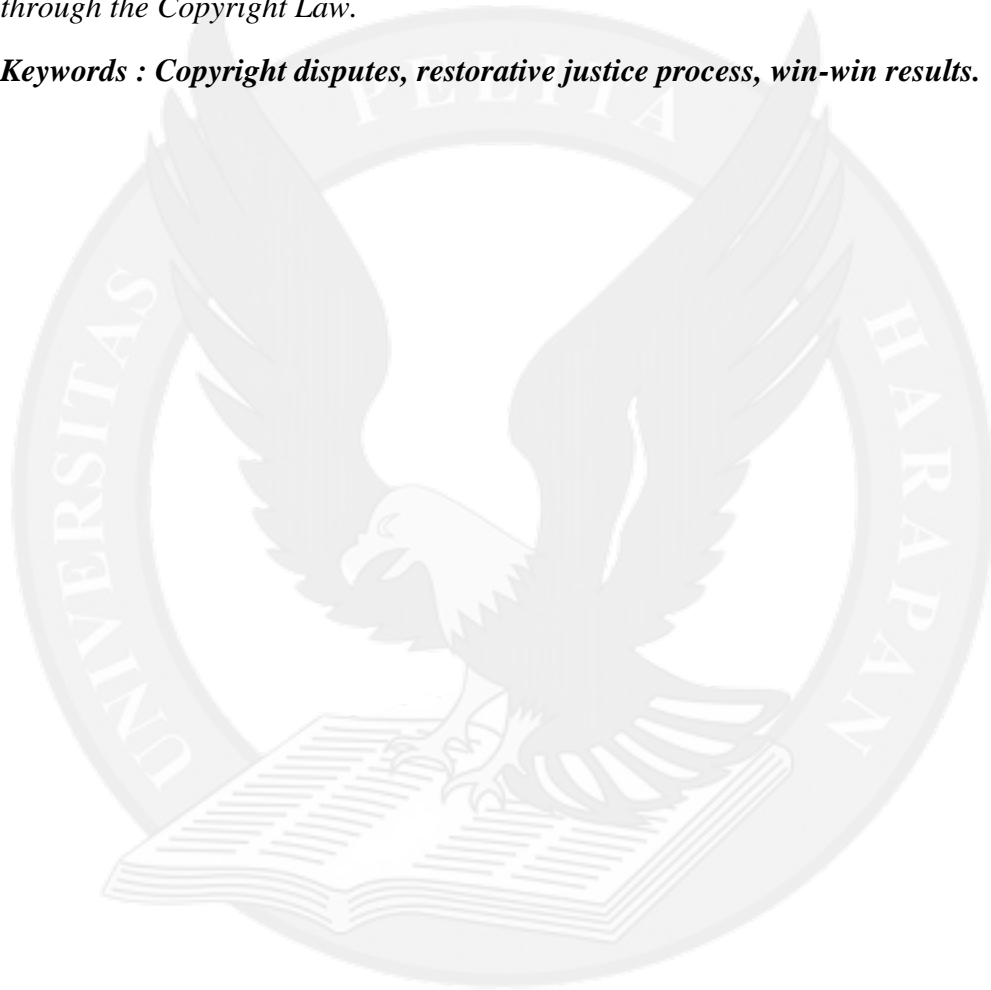 through the Copyright Law.
Keywords : Copyright disputes, restorative justice process, win-win results.
UNIVERSITAS PELITA HARAPAN